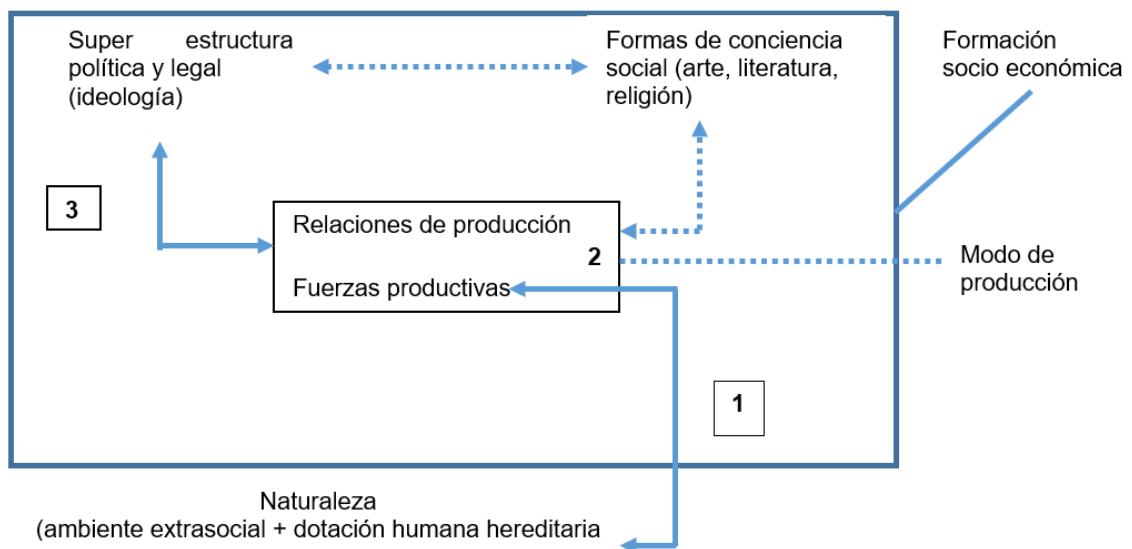 Super estructura
política y legal
(ideología)
Formas de conciencia
social (arte, literatura,
religión)
Formación
socio económica
3
Relaciones de producción
2
Fuerzas productivas
Modo de
producción
1
Naturaleza
(ambiente extrasocial + dotación humana hereditaria